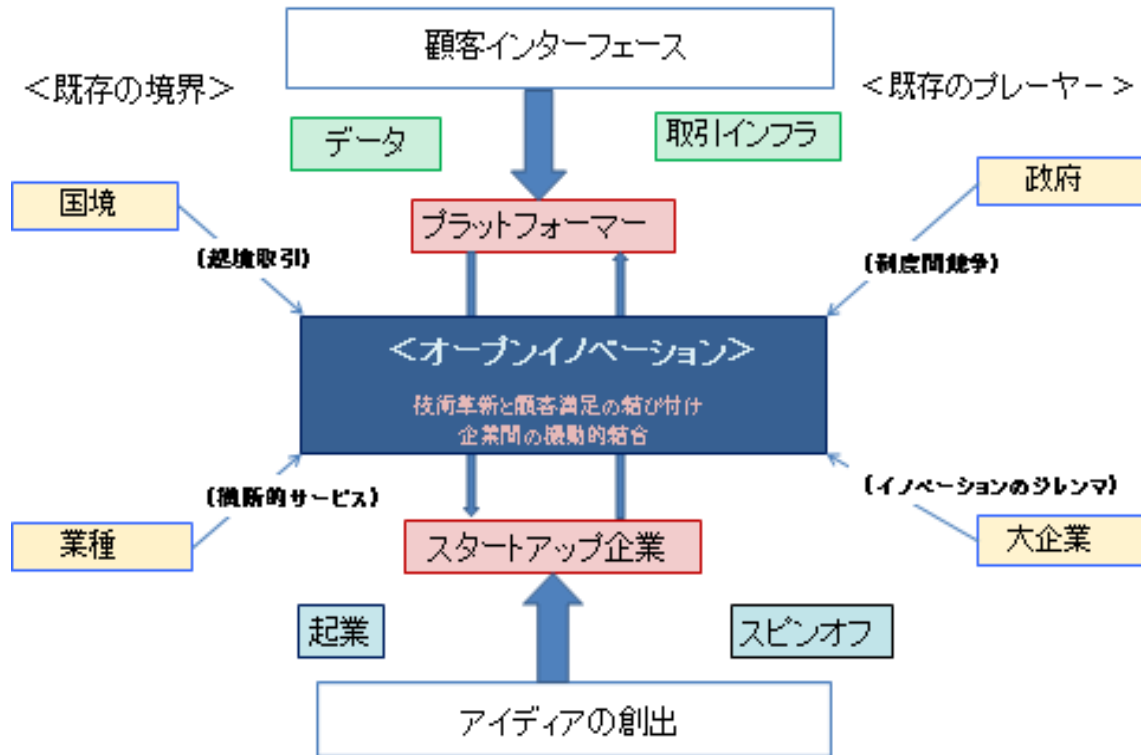 顧客インターフェース
＜既存の境界＞
＜既存のプレーヤー＞
データ
取引インフラ
国境
政府
プラットフォーマー
(越境取引)
(制度間競争)
＜オープンイノベーション＞
技術革新と顧客満足の結び付け
企業間の機動的結合
(横断的サービス)
(イノベーションのジレンマ)
業種
スタートアップ企業
大企業
起業
スピンオフ
アイディアの創出